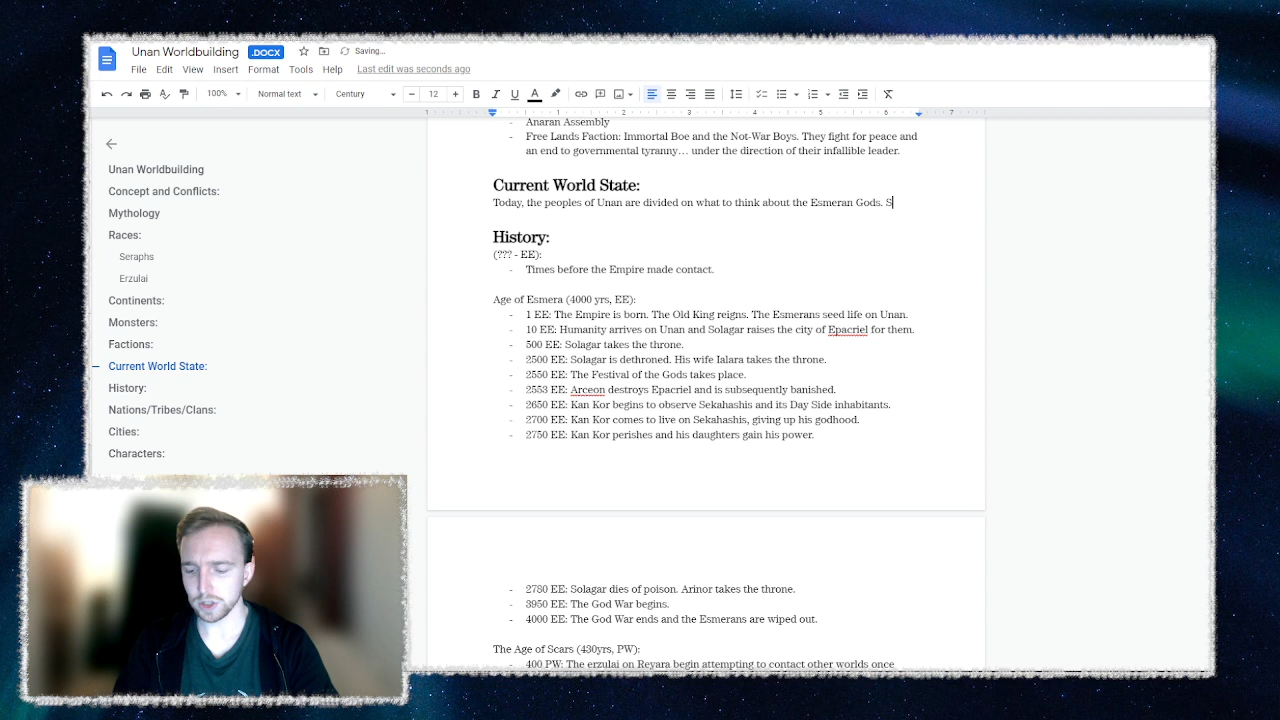 Unan Worldbuilding .DOCX Saving...
File Edit View Insert Format Tools Help Last edit was seconds ago
100% Normal text Century 12
1 1 2 3 4 5 6 7
Unan Worldbuilding
Concept and Conflicts:
Mythology
Races:
Seraphs
Erzulai
Continents:
Monsters:
Factions:
Current World State:
History:
Nations/Tribes/Clans:
Cities:
Characters:
- Anaran Assembly
- Free Lands Faction: Immortal Boe and the Not-War Boys. They fight for peace and
an end to governmental tyranny… under the direction of their infallible leader.
Current World State:
Today, the peoples of Unan are divided on what to think about the Esmeran Gods. S
History:
(??? - EE):
- Times before the Empire made contact.
Age of Esmera (4000 yrs, EE):
- 1 EE: The Empire is born. The Old King reigns. The Esmerans seed life on Unan.
- 10 EE: Humanity arrives on Unan and Solagar raises the city of Epacriel for them.
- 500 EE: Solagar takes the throne.
- 2500 EE: Solagar is dethroned. His wife Ialara takes the throne.
- 2550 EE: The Festival of the Gods takes place.
- 2553 EE: Arceon destroys Epacriel and is subsequently banished.
- 2650 EE: Kan Kor begins to observe Sekahashis and its Day Side inhabitants.
- 2700 EE: Kan Kor comes to live on Sekahashis, giving up his godhood.
- 2750 EE: Kan Kor perishes and his daughters gain his power.
- 2780 EE: Solagar dies of poison. Arinor takes the throne.
- 3950 EE: The God War begins.
- 4000 EE: The God War ends and the Esmerans are wiped out.
The Age of Scars (430yrs, PW):
- 400 PW: The erzulai on Reyara begin attempting to contact other worlds once